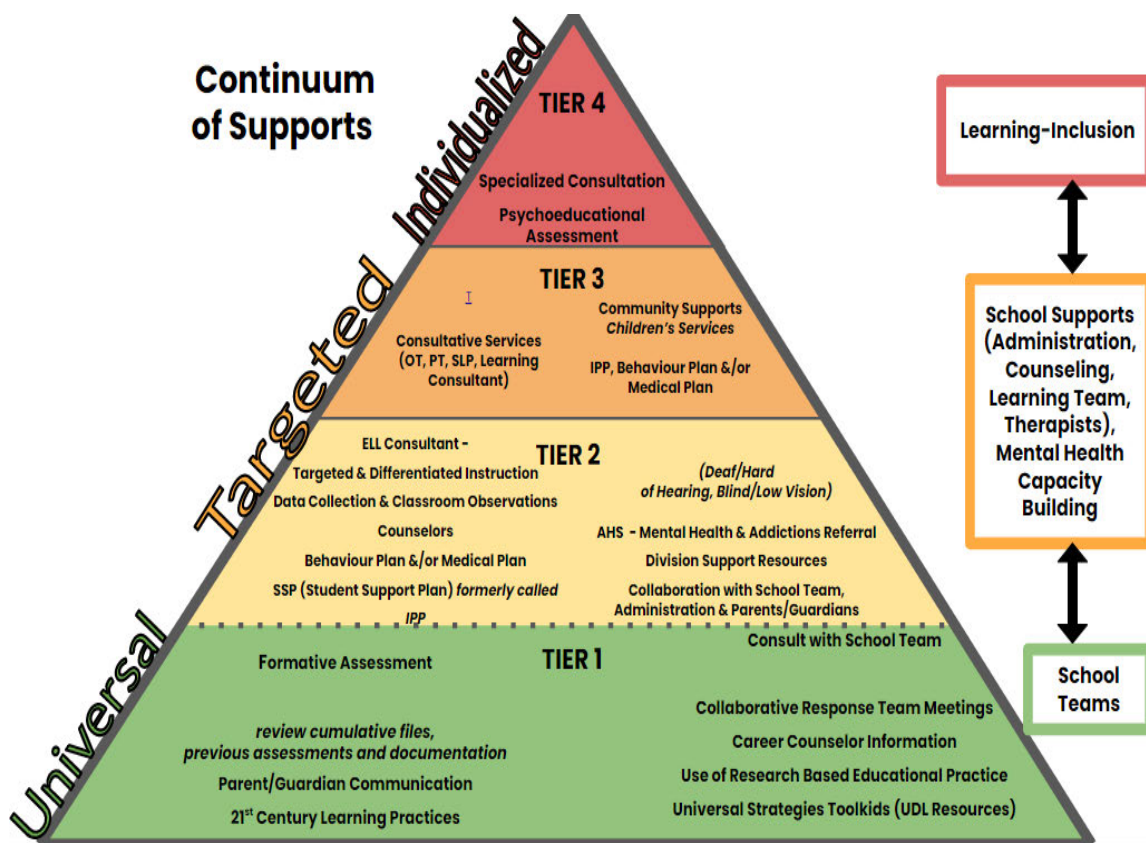 Continuum
of Supports
Individualized
Targeted
Universal
TIER 4
Specialized Consultation
Psychoeducational
Assessment
TIER 3
I
Consultative Services
(OT, PT, SLP, Learning
Consultant)
Community Supports
Children's Services
IPP, Behaviour Plan &/or
Medical Plan
TIER 2
ELL Consultant -
Targeted & Differentiated Instruction
Data Collection & Classroom Observations
Counselors
Behaviour Plan &/or Medical Plan
SSP (Student Support Plan) formerly called
IPP
(Deaf/Hard
of Hearing, Blind/Low Vision)
AHS - Mental Health & Addictions Referral
Division Support Resources
Collaboration with School Team,
Administration & Parents/Guardians
TIER 1
Formative Assessment
review cumulative files,
previous assessments and documentation
Parent/Guardian Communication
21st Century Learning Practices
Consult with School Team
Collaborative Response Team Meetings
Career Counselor Information
Use of Research Based Educational Practice
Universal Strategies Toolkids (UDL Resources)
Learning-Inclusion
School Supports
(Administration,
Counseling,
Learning Team,
Therapists),
Mental Health
Capacity
Building
School
Teams